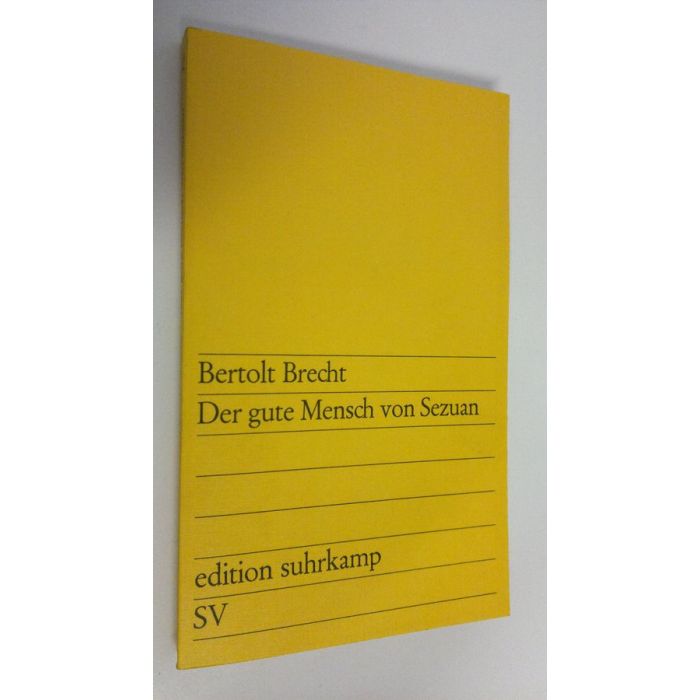 Bertolt Brecht
Der gute Mensch von Sezuan
edition suhrkamp
SV